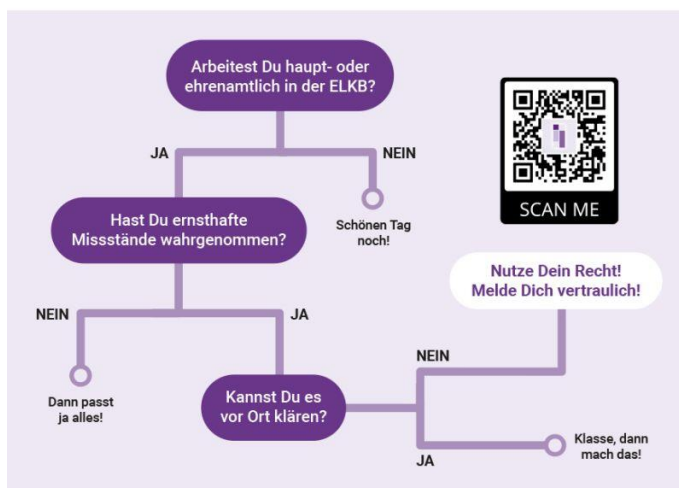 Arbeitest Du haupt- oder
ehrenamtlich in der ELKB?
JA
NEIN
Schönen Tag
noch!
SCAN ME
Hast Du ernsthafte
Missstände wahrgenommen?
Nutze Dein Recht!
Melde Dich vertraulich!
NEIN
JA
Dann passt
ja alles!
Kannst Du es
vor Ort klären?
NEIN
JA
Klasse, dann
mach das!